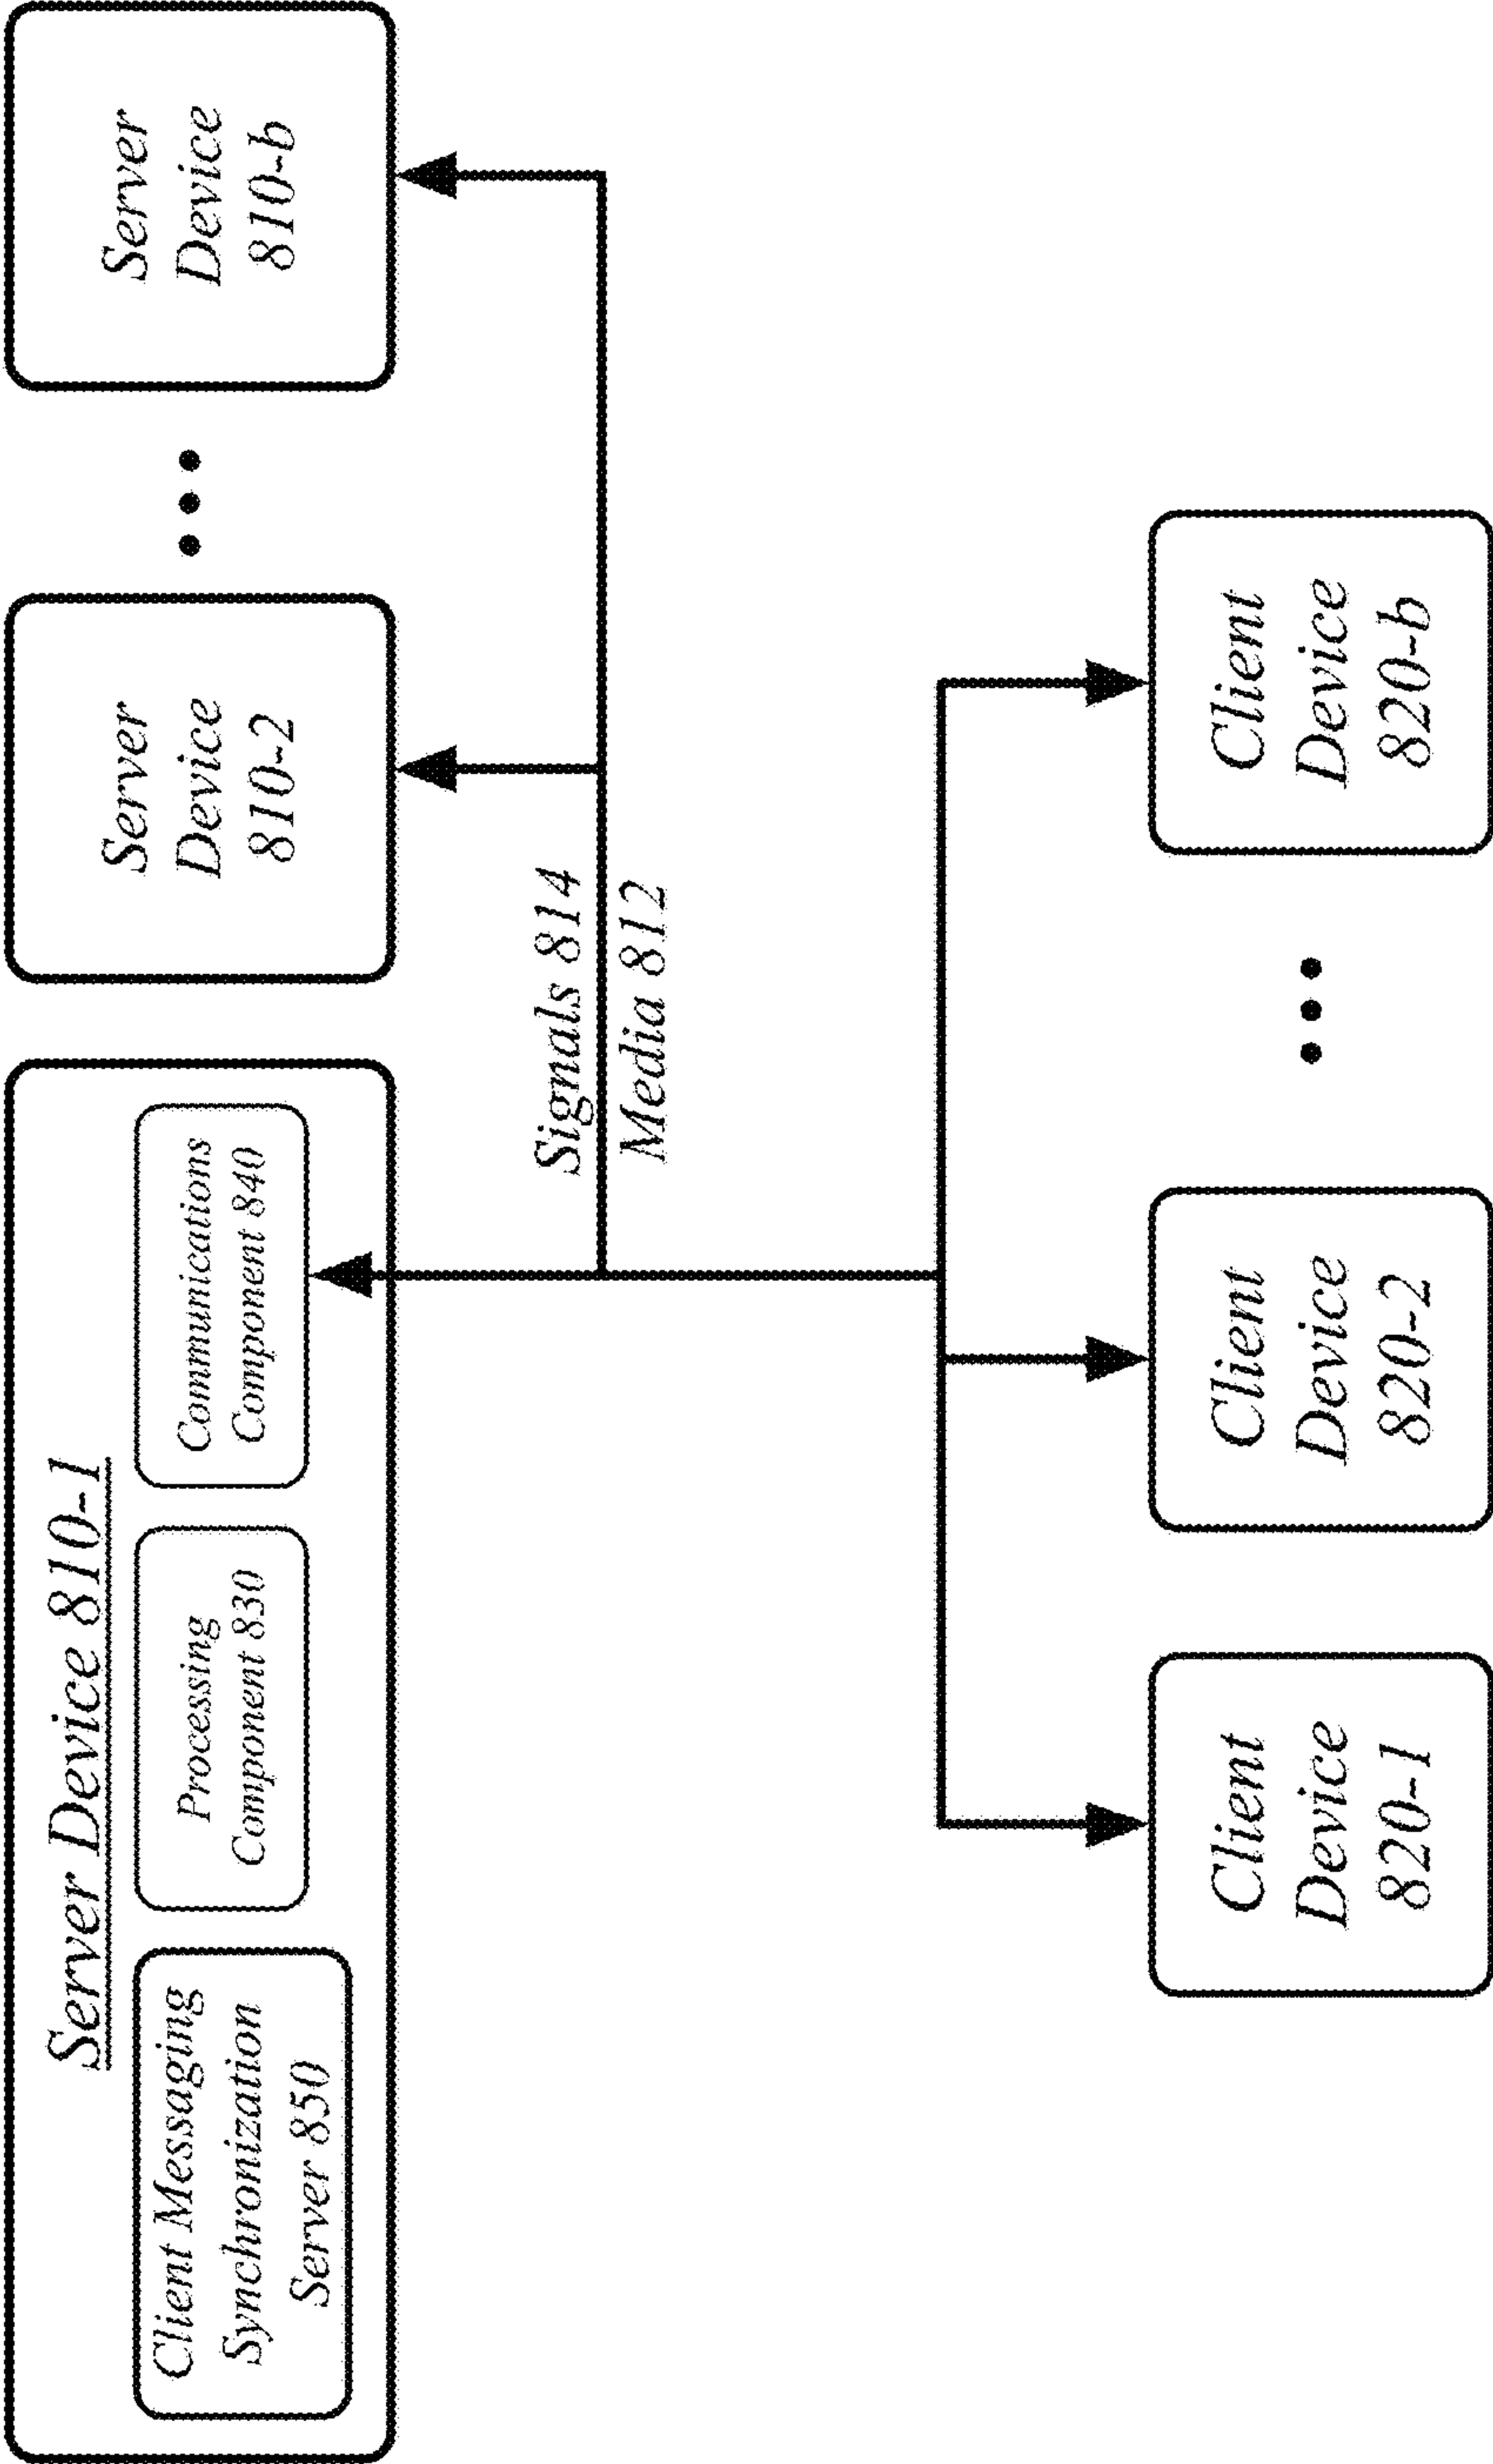 Server Device 810-1
Client Messaging
Synchronization
Server 850
Processing
Component 830
Communications
Component 840
Server
Device
810-2
Server
Device
810-b
Signals 814
Media 812
Client
Device
820-1
Client
Device
820-2
Client
Device
820-b